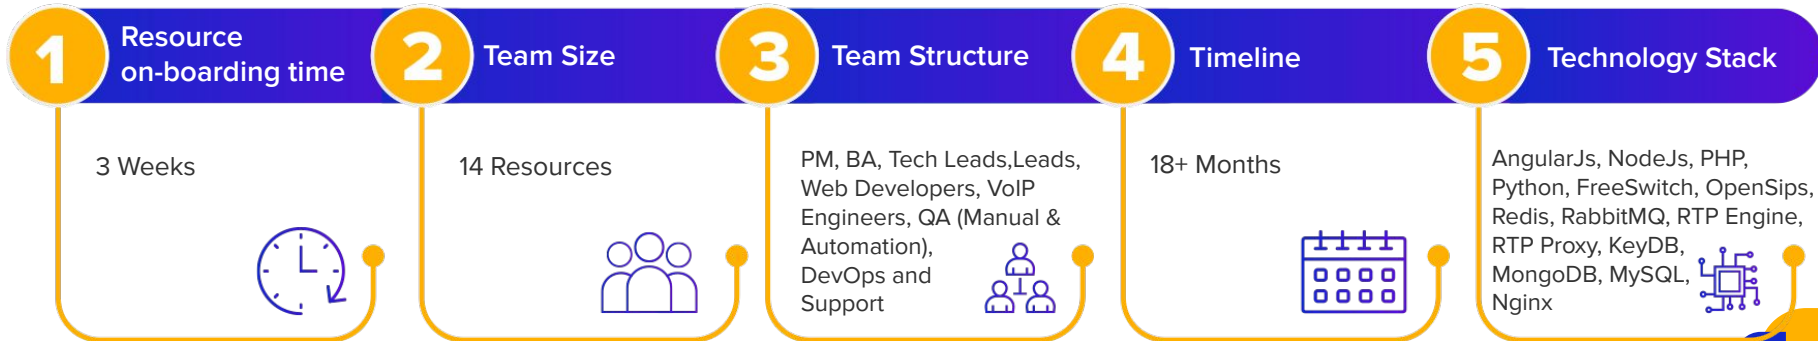 1
Resource
on-boarding time
3 Weeks
2
Team Size
14 Resources
3
Team Structure
PM, BA, Tech Leads,Leads,
Web Developers, VoIP
Engineers, QA (Manual &
Automation),
DevOps and
Support
4
Timeline
18+ Months
5
Technology Stack
AngularJs, NodeJs, PHP,
Python, FreeSwitch, OpenSips,
Redis, RabbitMQ, RTP Engine,
RTP Proxy, KeyDB,
MongoDB, MySQL,
Nginx